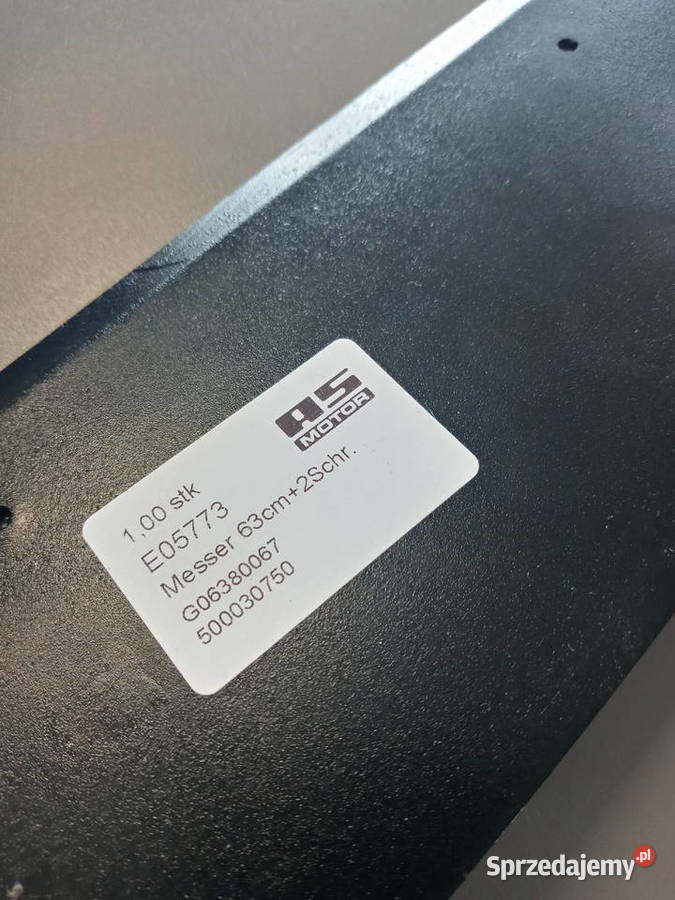 AS
MOTOR
1,00 stk
E05773
Messer 63cm+2Schr.
G06380067
500030750
Sprzedajemy.pl